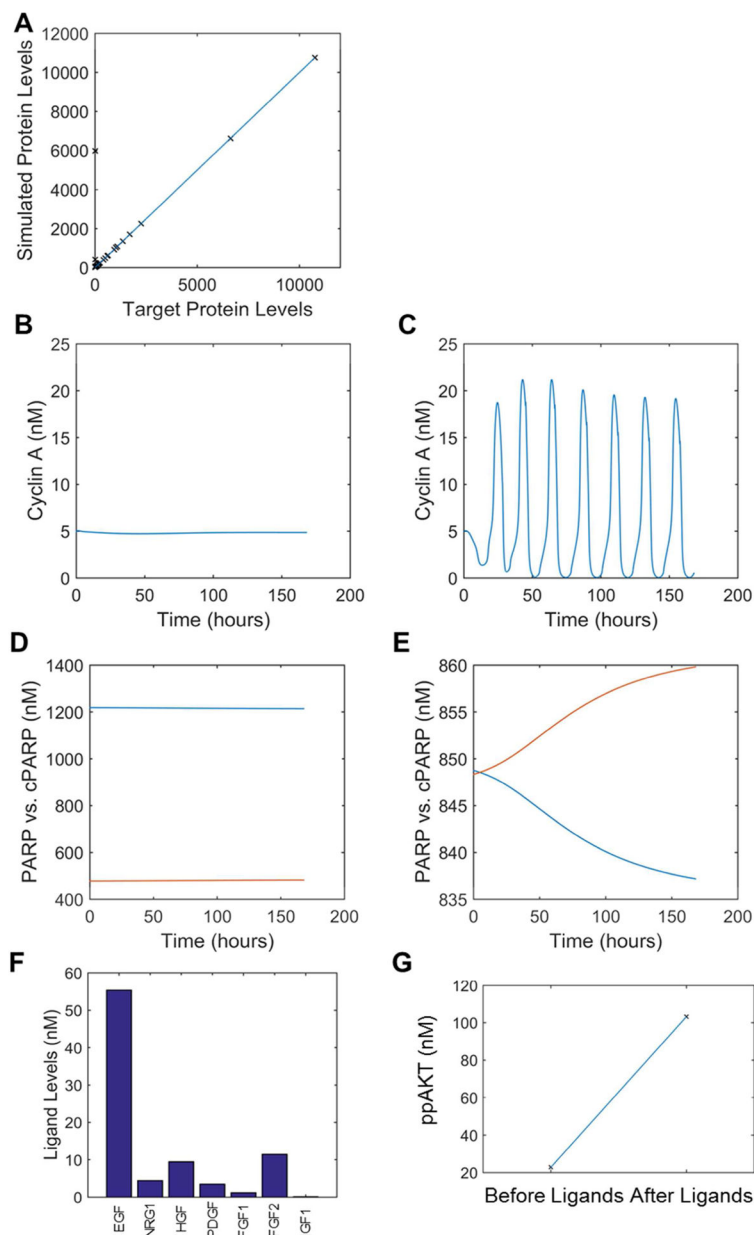 A
12000
10000
8000
6000
4000
2000
0
0 5000 10000
Simulated Protein Levels
Target Protein Levels
B
25
20
15
10
5
0
0 50 100 150 200
Cyclin A (nM)
Time (hours)
C
25
20
15
10
5
0
0 50 100 150 200
Cyclin A (nM)
Time (hours)
D
1400
1200
1000
800
600
400
0 50 100 150 200
PARP vs. cPARP (nM)
Time (hours)
E
860
855
850
845
840
835
0 50 100 150 200
PARP vs. cPARP (nM)
Time (hours)
F
60
50
40
30
20
10
0
Ligand Levels (nM)
EGF
NRG1
HGF
PDGF
FGF1
FGF2
GF1
G
120
100
80
60
40
20
ppAKT (nM)
Before Ligands After Ligands